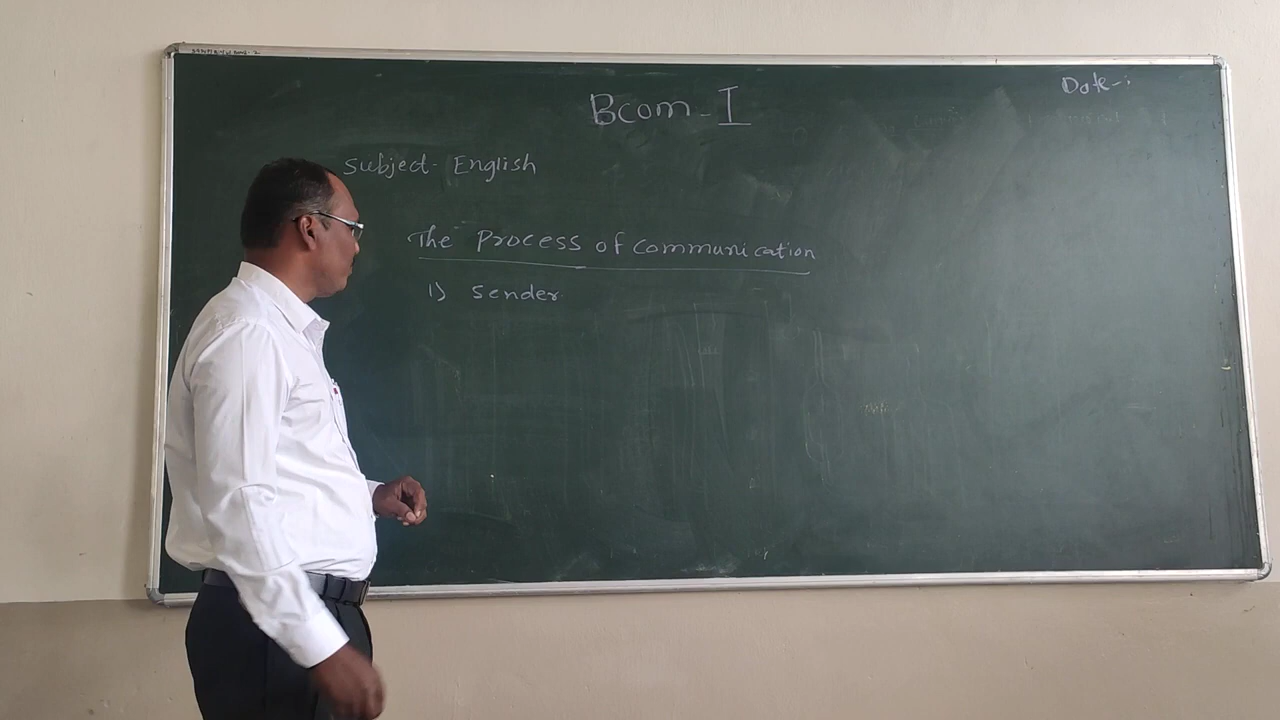 Bcom-I
Date-:
Subject- English
The Process of communication
1) Sender